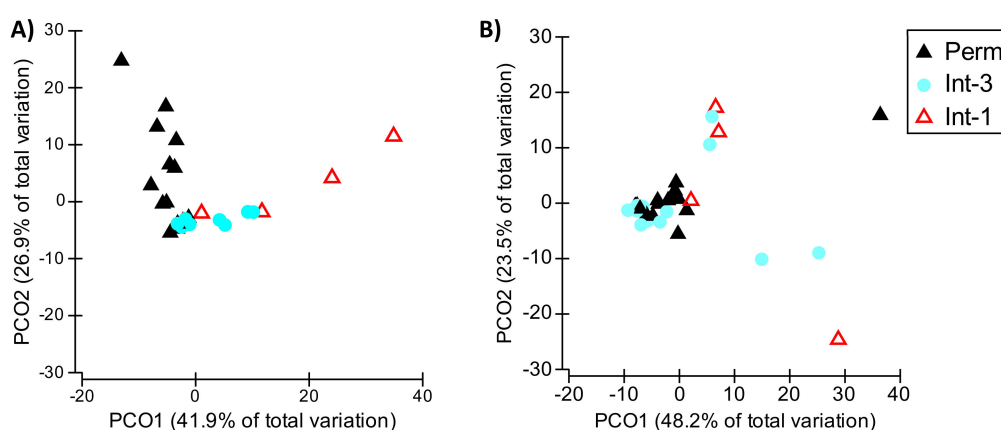 A)
30
20
10
0
-10
-20
-30
PCO2 (26.9% of total variation)
-20
0
20
40
PCO1 (41.9% of total variation)
B)
30
20
10
0
-10
-20
-30
PCO2 (23.5% of total variation)
-20
-10
0
10
20
30
40
PCO1 (48.2% of total variation)
Perm
Int-3
Int-1